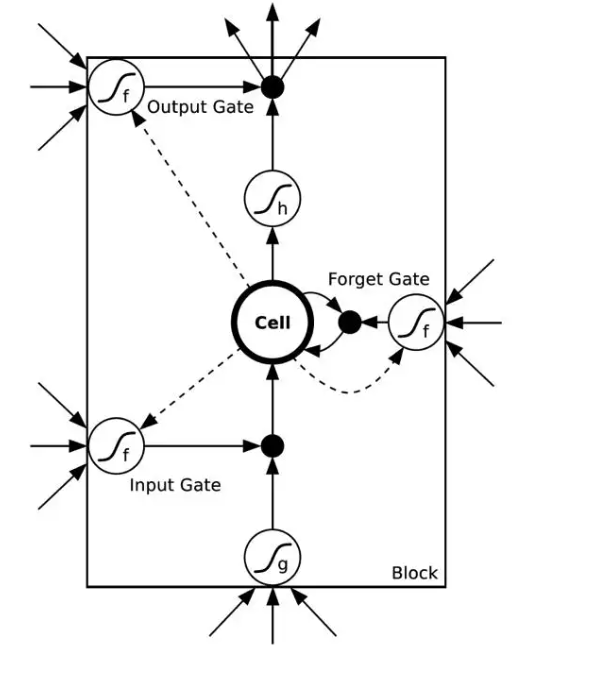 f
Output Gate
h
Forget Gate
Cell
f
f
Input Gate
g
Block